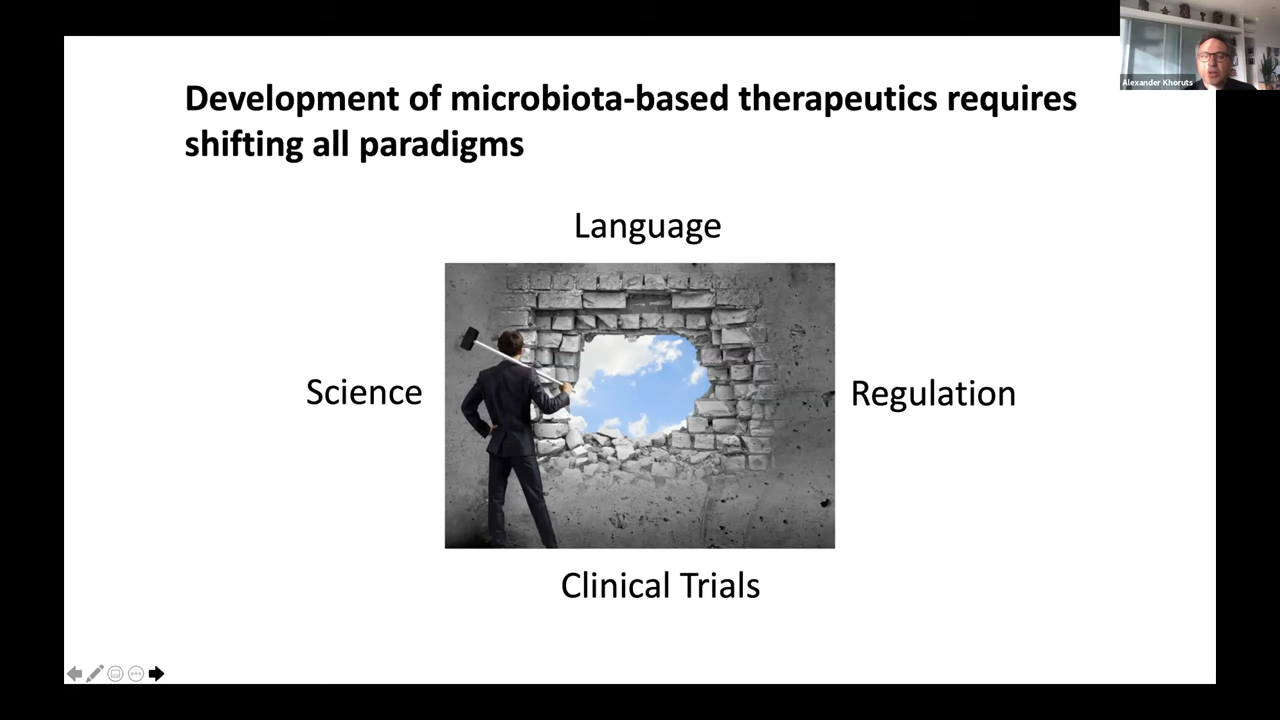 Development of microbiota-based therapeutics requires
shifting all paradigms
Language
Science
Regulation
Clinical Trials
Alexander Khoruts